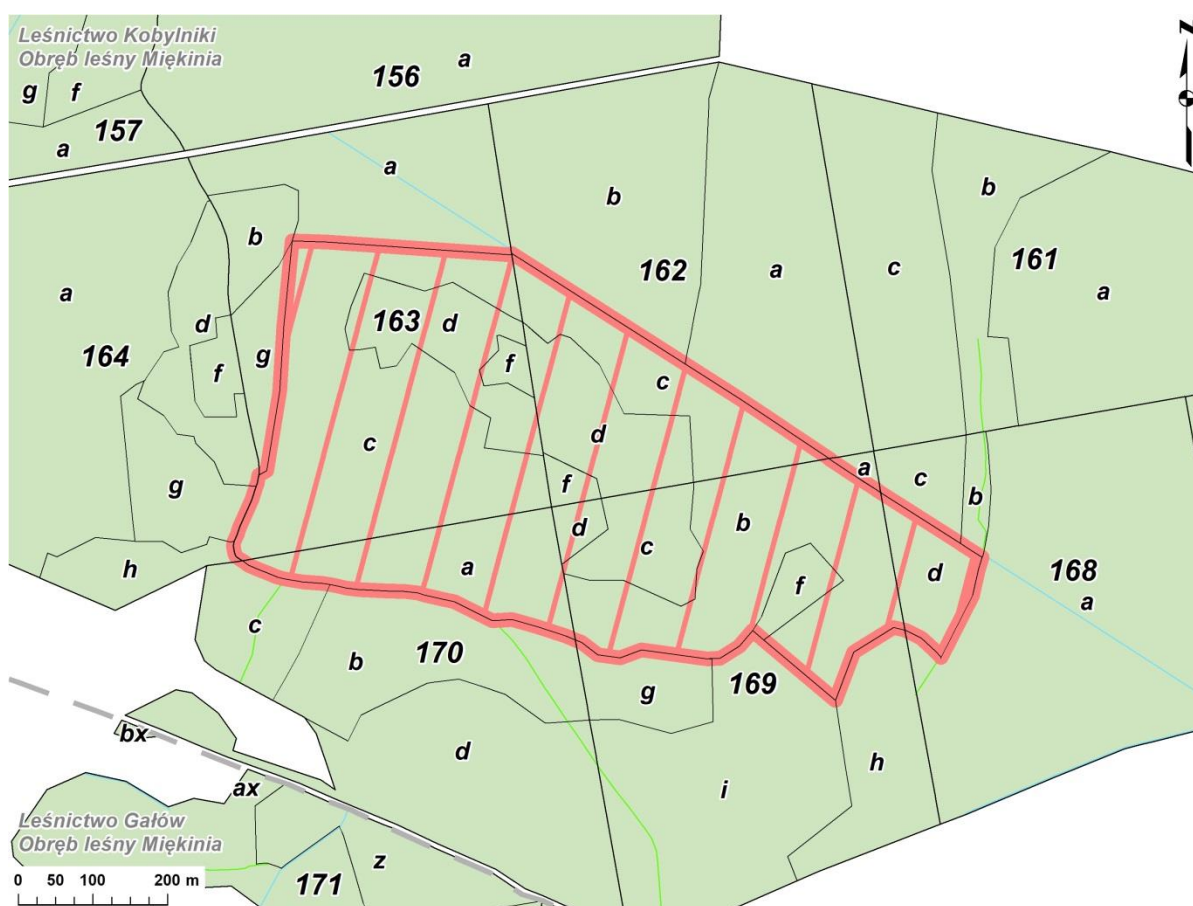 Leśnictwo Kobylniki
Obręb leśny Miękinia
a
156
g
f
157
a
N
a
b
b
b
162
161
a
c
a
a
163
d
d
164
g
f
f
c
d
c
a
c
g
f
b
d
b
c
a
f
d
168
a
h
c
b
170
g
169
bx
d
h
ax
i
Leśnictwo Gałów
Obręb leśny Miękinia
z
171
0 50 100 200 m